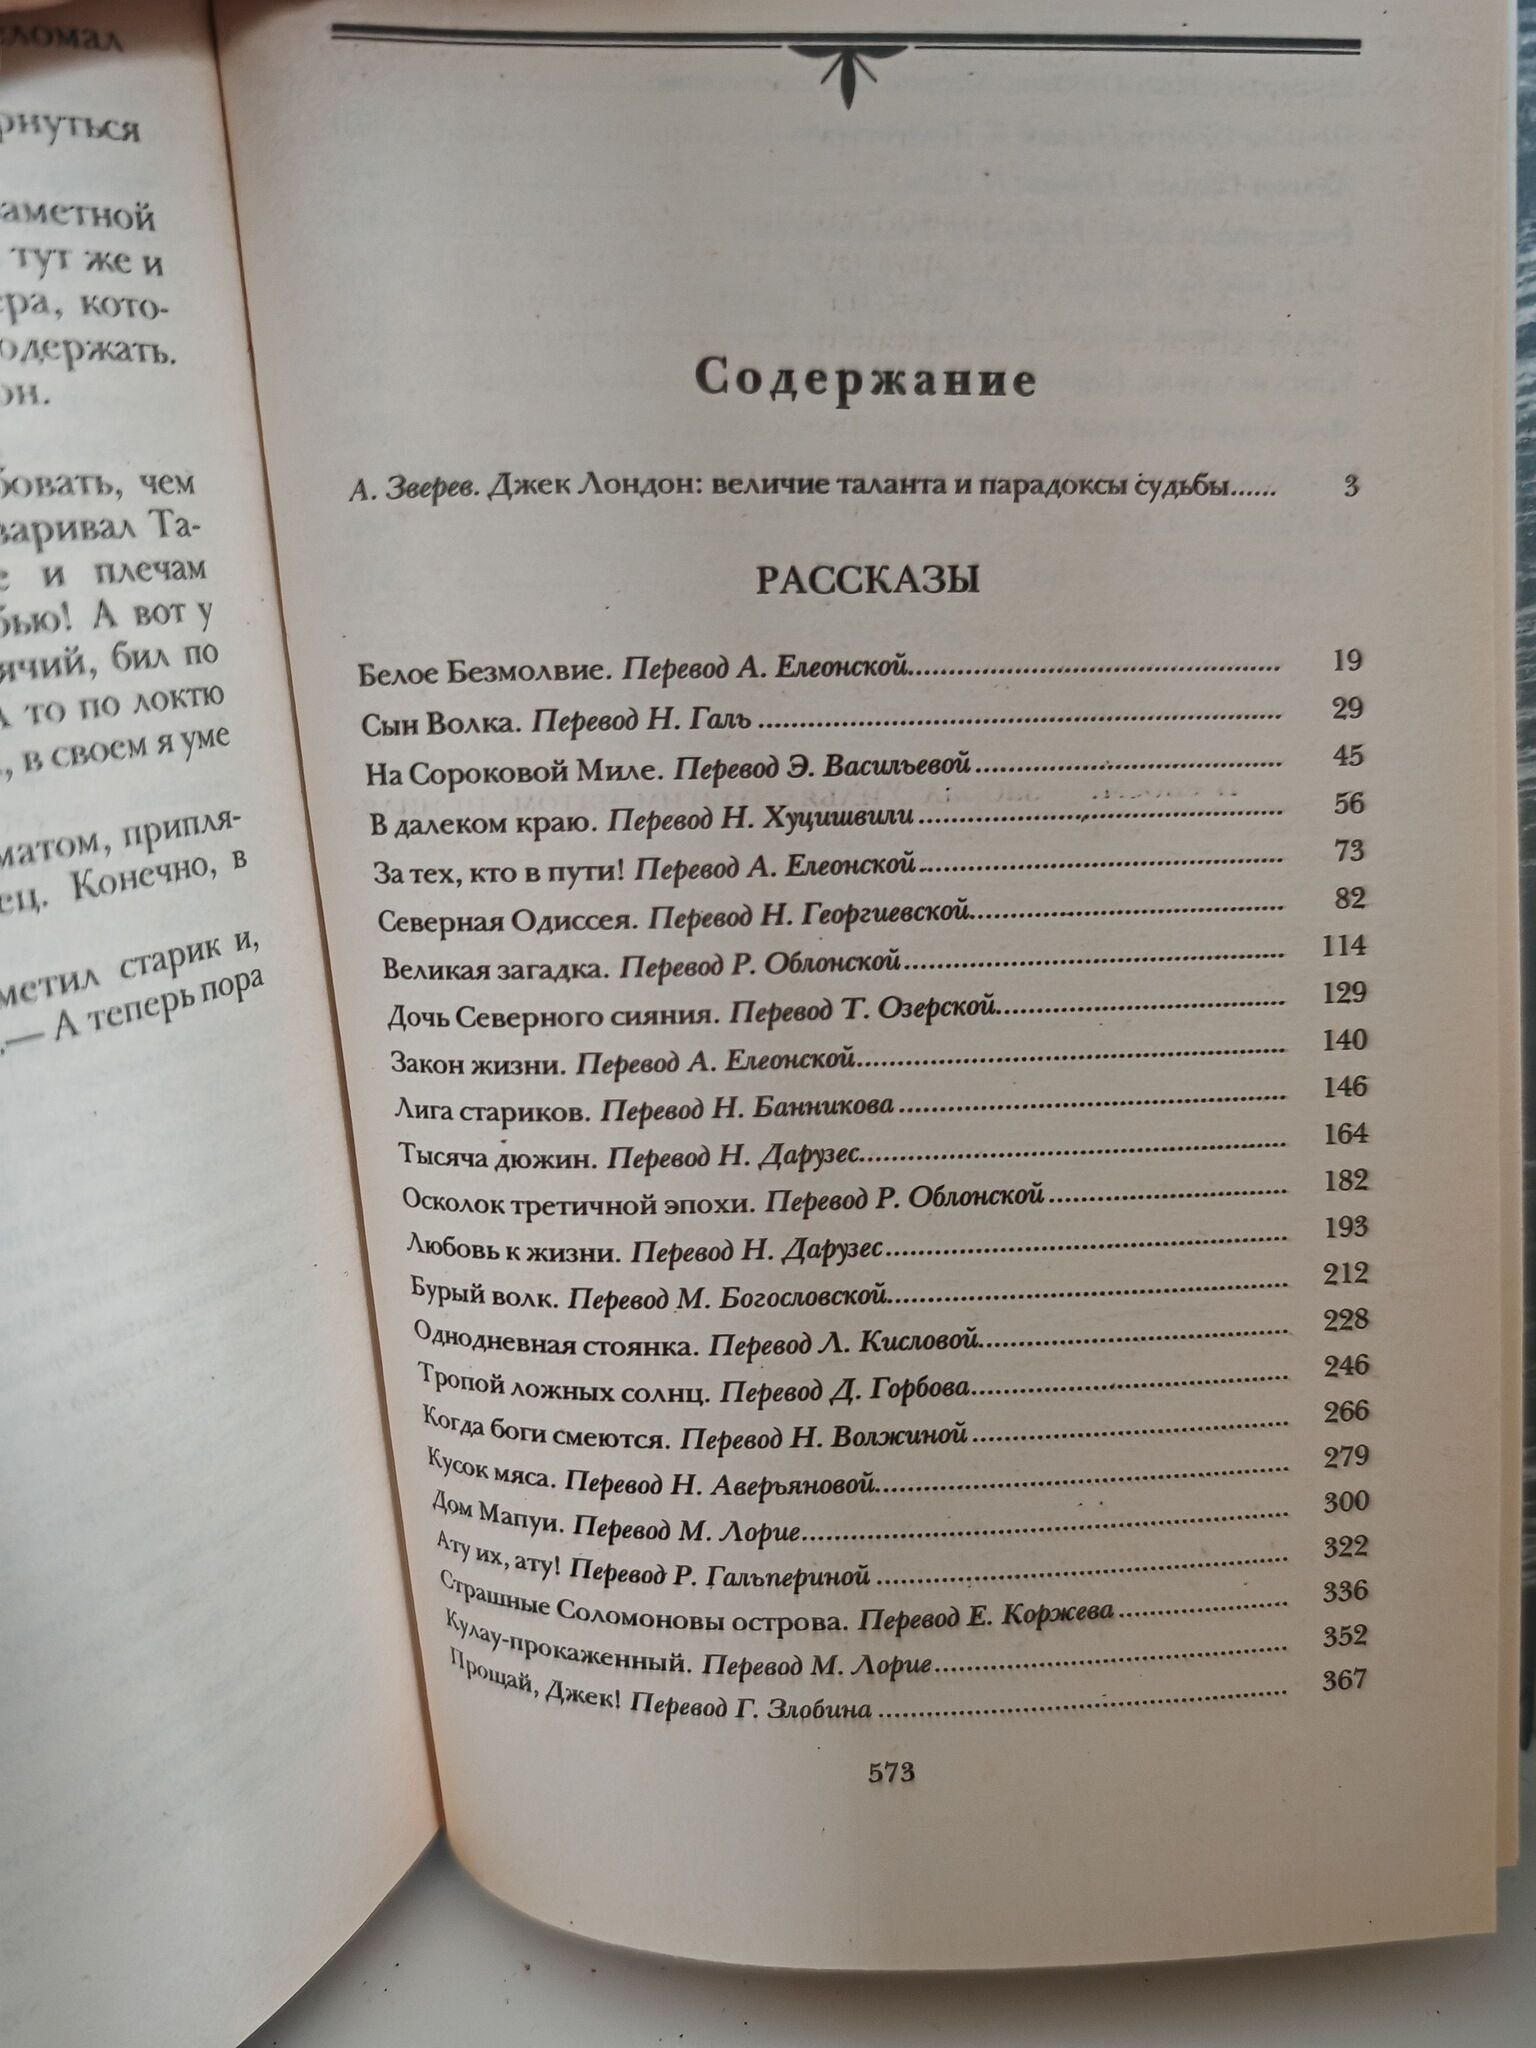 рнуться
аметной
тут же и
ера, кото-
одержать.
он.
бовать, чем
варивал Та-
е и плечам
бью! А вот у
ячий, бил по
А то по локтю
, в своем я уме
матом, припля-
ец. Конечно, в
метил старик и,
.— А теперь пора
Содержание
А. Зверев. Джек Лондон: величие таланта и парадоксы судьбы...... 3
РАССКАЗЫ
Белое Безмолвие. Перевод А. Елеонской........ 19
Сын Волка. Перевод Н. Галь........ 29
На Сороковой Миле. Перевод Э. Васильевой........ 45
В далеком краю. Перевод Н. Хуцишвили........ 56
За тех, кто в пути! Перевод А. Елеонской........ 73
Северная Одиссея. Перевод Н. Георгиевской........ 82
Великая загадка. Перевод Р. Облонской........ 114
Дочь Северного сияния. Перевод Т. Озерской........ 129
Закон жизни. Перевод А. Елеонской........ 140
Лига стариков. Перевод Н. Банникова........ 146
Тысяча дюжин. Перевод Н. Дарузес........ 164
Осколок третичной эпохи. Перевод Р. Облонской........ 182
Любовь к жизни. Перевод Н. Дарузес........ 193
Бурый волк. Перевод М. Богословской........ 212
Однодневная стоянка. Перевод Л. Кисловой........ 228
Тропой ложных солнц. Перевод Д. Горбова........ 246
Когда боги смеются. Перевод Н. Волжиной........ 266
Кусок мяса. Перевод Н. Аверьяновой........ 279
Дом Мапуи. Перевод М. Лорие........ 300
Ату их, ату! Перевод Р. Гальпериной........ 322
Страшные Соломоновы острова. Перевод Е. Коржева........ 336
Кулау-прокаженный. Перевод М. Лорие........ 352
Прощай, Джек! Перевод Г. Злобина........ 367
573